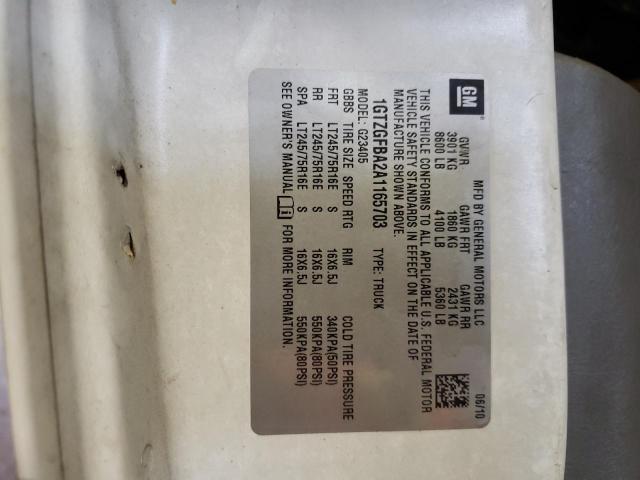 GM
MFD BY GENERAL MOTORS LLC 06/10
GVWR GAWR FRT GAWR RR
3901 KG 1860 KG 2431 KG
8600 LB 4100 LB 5360 LB
THIS VEHICLE CONFORMS TO ALL APPLICABLE U.S. FEDERAL MOTOR
VEHICLE SAFETY STANDARDS IN EFFECT ON THE DATE OF
MANUFACTURE SHOWN ABOVE.
1GTZGFBA2A1165703 TYPE: TRUCK
MODEL: G23405
GBBS TIRE SIZE SPEED RTG RIM COLD TIRE PRESSURE
FRT LT245/75R16E S 16X6.5J 340KPA(50PSI)
RR LT245/75R16E S 16X6.5J 550KPA(80PSI)
SPA LT245/75R16E S 16X6.5J 550KPA(80PSI)
SEE OWNER'S MANUAL FOR MORE INFORMATION.